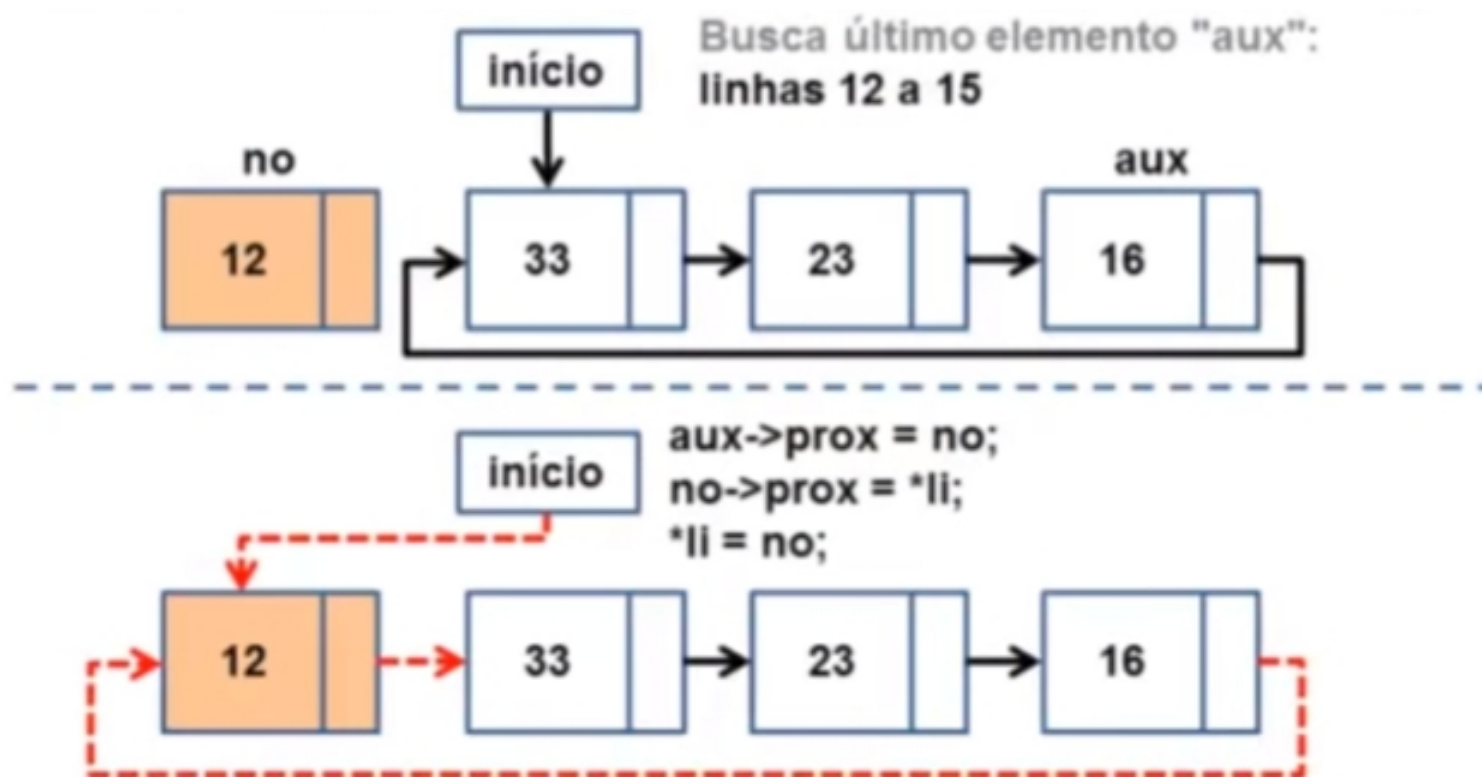 início
Busca último elemento "aux":
linhas 12 a 15
no
aux
12
33
23
16
início
aux->prox = no;
no->prox = *li;
*li = no;
12
33
23
16